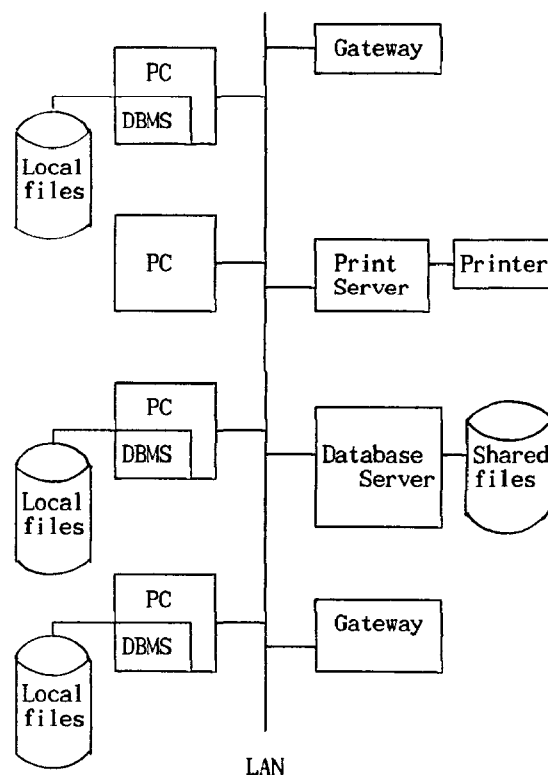 Gateway
PC
DBMS
Local
files
PC
Print
Server
Printer
PC
DBMS
Local
files
Database
Server
Shared
files
PC
DBMS
Local
files
Gateway
LAN